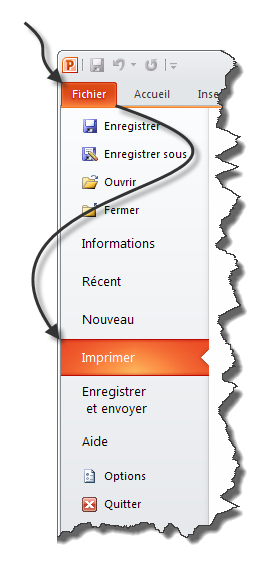 P
Fichier Accueil Inse
Enregistrer
Enregistrer sous
Ouvrir
Fermer
Informations
Récent
Nouveau
Imprimer
Enregistrer
et envoyer
Aide
Options
Quitter